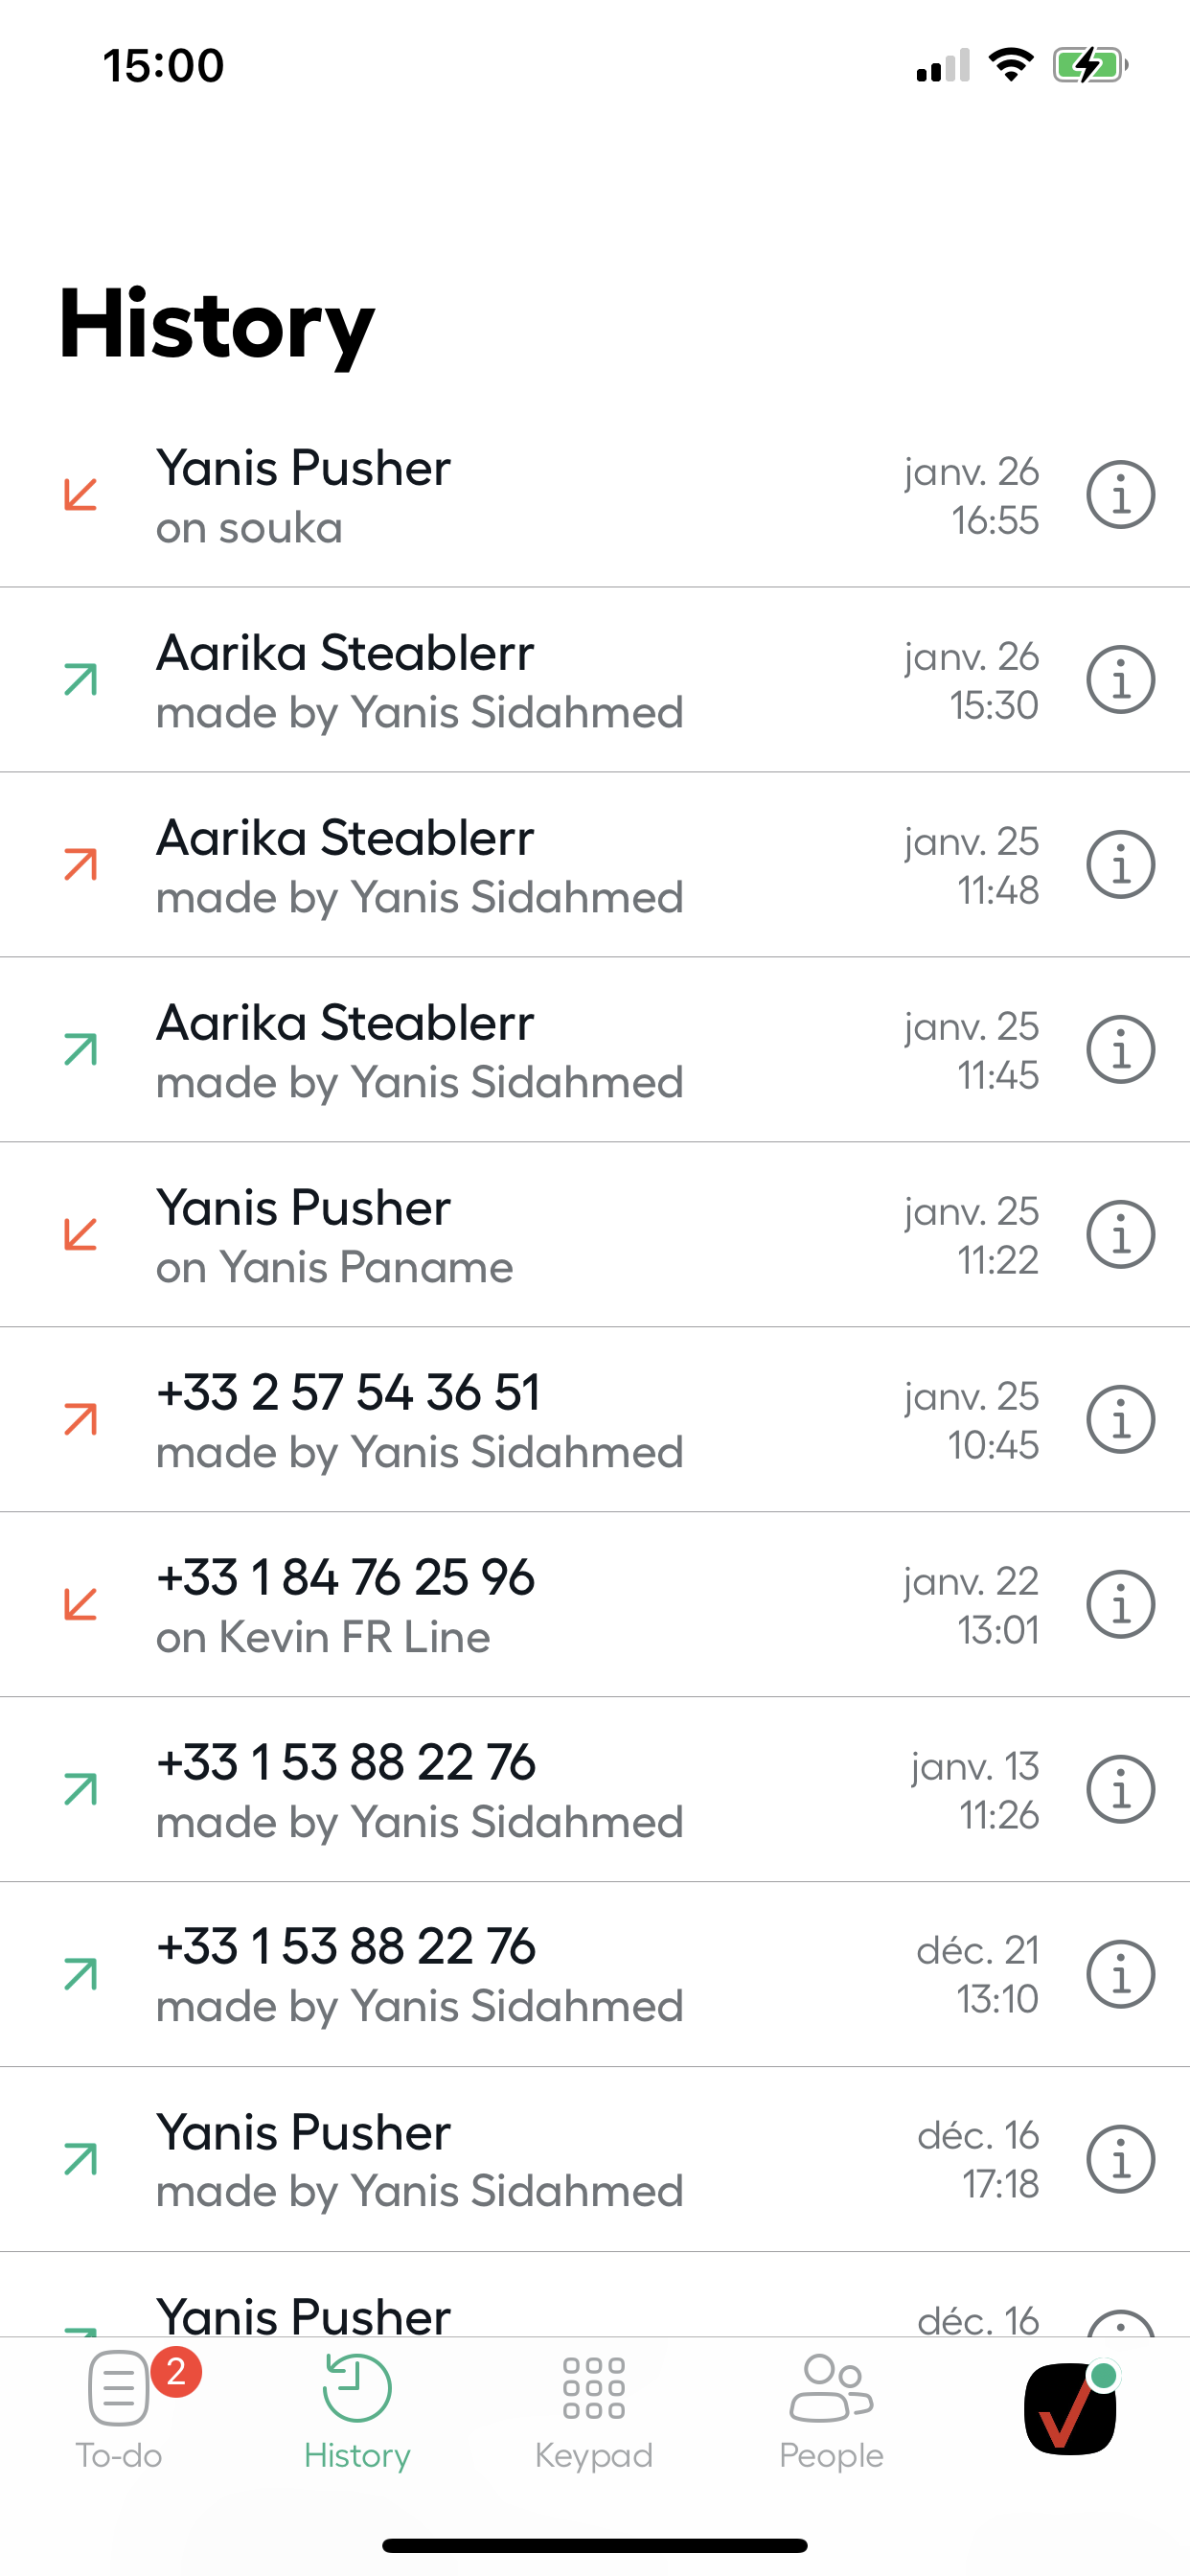 15:00
History
Yanis Pusher
on souka
janv. 26
16:55
Aarika Steablerr
made by Yanis Sidahmed
janv. 26
15:30
Aarika Steablerr
made by Yanis Sidahmed
janv. 25
11:48
Aarika Steablerr
made by Yanis Sidahmed
janv. 25
11:45
Yanis Pusher
on Yanis Paname
janv. 25
11:22
+33 2 57 54 36 51
made by Yanis Sidahmed
janv. 25
10:45
+33 1 84 76 25 96
on Kevin FR Line
janv. 22
13:01
+33 1 53 88 22 76
made by Yanis Sidahmed
janv. 13
11:26
+33 1 53 88 22 76
made by Yanis Sidahmed
déc. 21
13:10
Yanis Pusher
made by Yanis Sidahmed
déc. 16
17:18
Yanis Pusher
déc. 16
2
To-do
History
Keypad
People